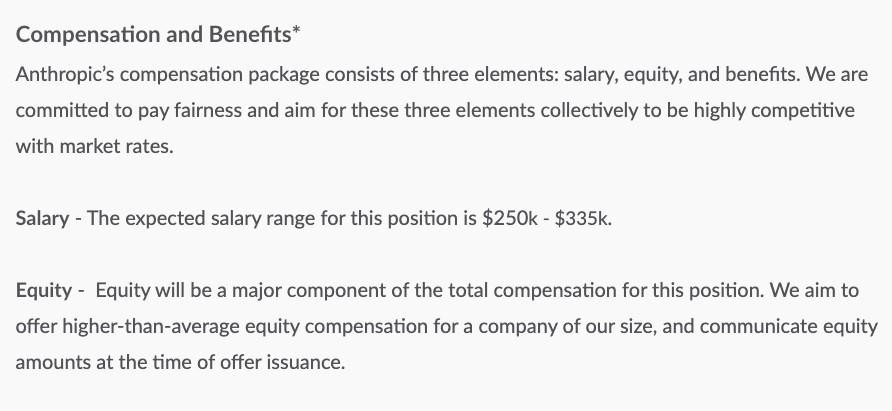 Compensation and Benefits*
Anthropic’s compensation package consists of three elements: salary, equity, and benefits. We are
committed to pay fairness and aim for these three elements collectively to be highly competitive
with market rates.
Salary - The expected salary range for this position is $250k - $335k.
Equity -  Equity will be a major component of the total compensation for this position. We aim to
offer higher-than-average equity compensation for a company of our size, and communicate equity
amounts at the time of offer issuance.